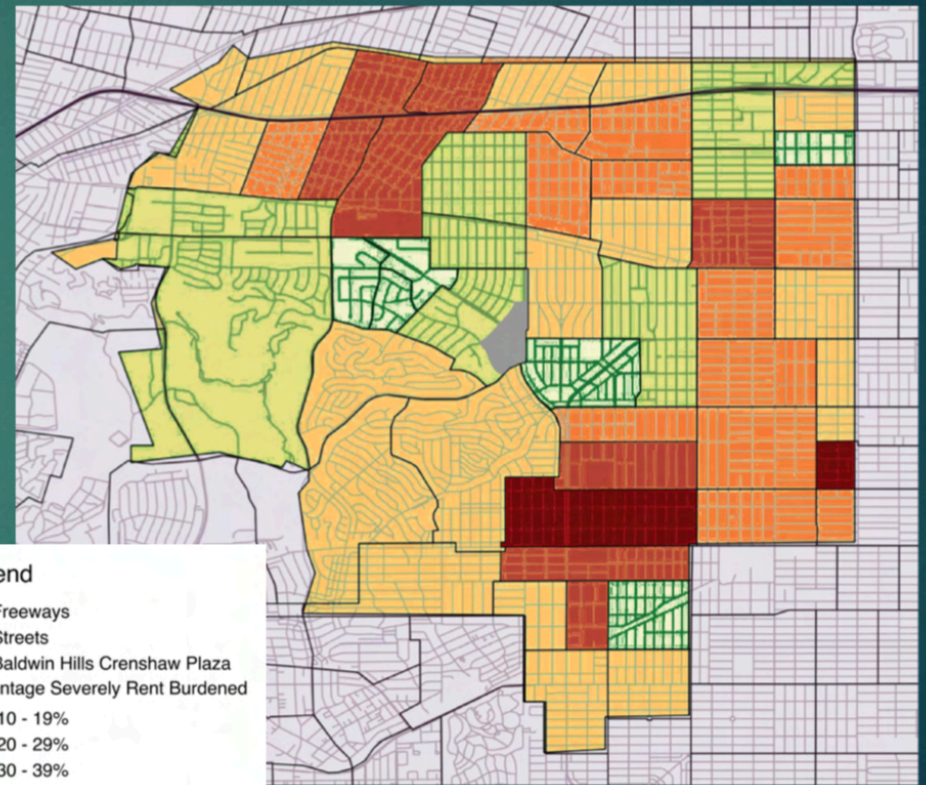 end
Freeways
Streets
Baldwin Hills Crenshaw Plaza
ntage Severely Rent Burdened
10 - 19%
20 - 29%
30 - 39%